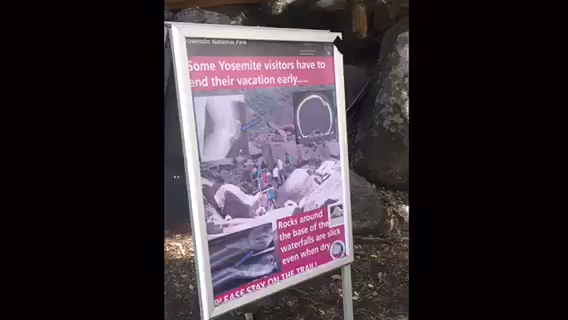 Yosemite National Park
Some Yosemite visitors have to
end their vacation early.....
Rocks around
the base of the
waterfalls are slick
even when dry
PLEASE STAY ON THE TRAIL!